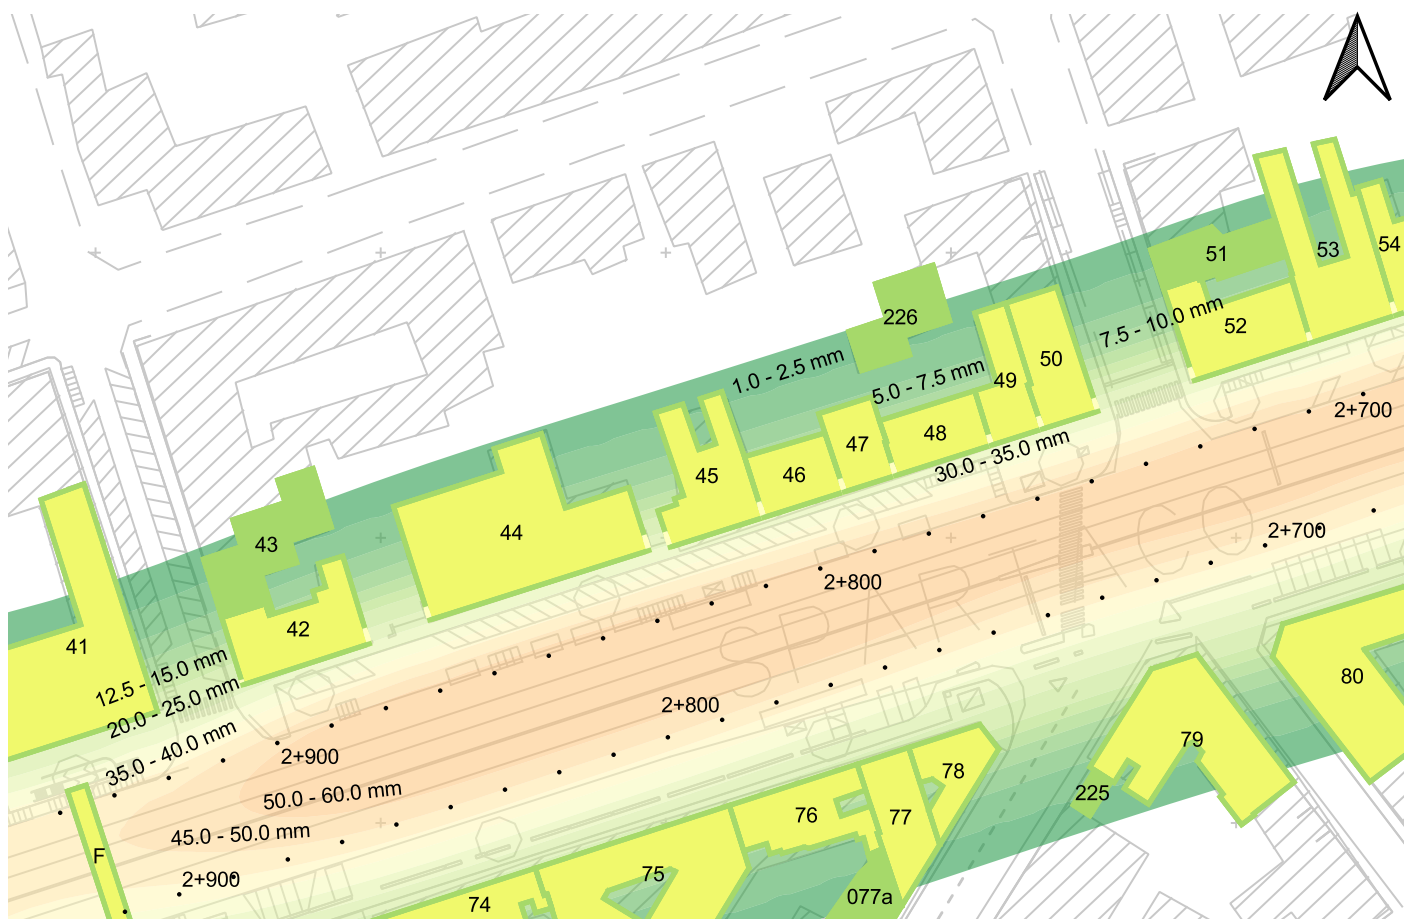 53
54
51
226
52
7.5 - 10.0 mm
1.0 - 2.5 mm
50
5.0 - 7.5 mm
49
2+700
48
47
30.0 - 35.0 mm
46
45
44
2+700
43
2+800
SPARTACO
42
41
12.5 - 15.0 mm
80
20.0 - 25.0 mm
2+800
79
35.0 - 40.0 mm
2+900
78
225
50.0 - 60.0 mm
76
77
45.0 - 50.0 mm
F
75
2+900
077a
74